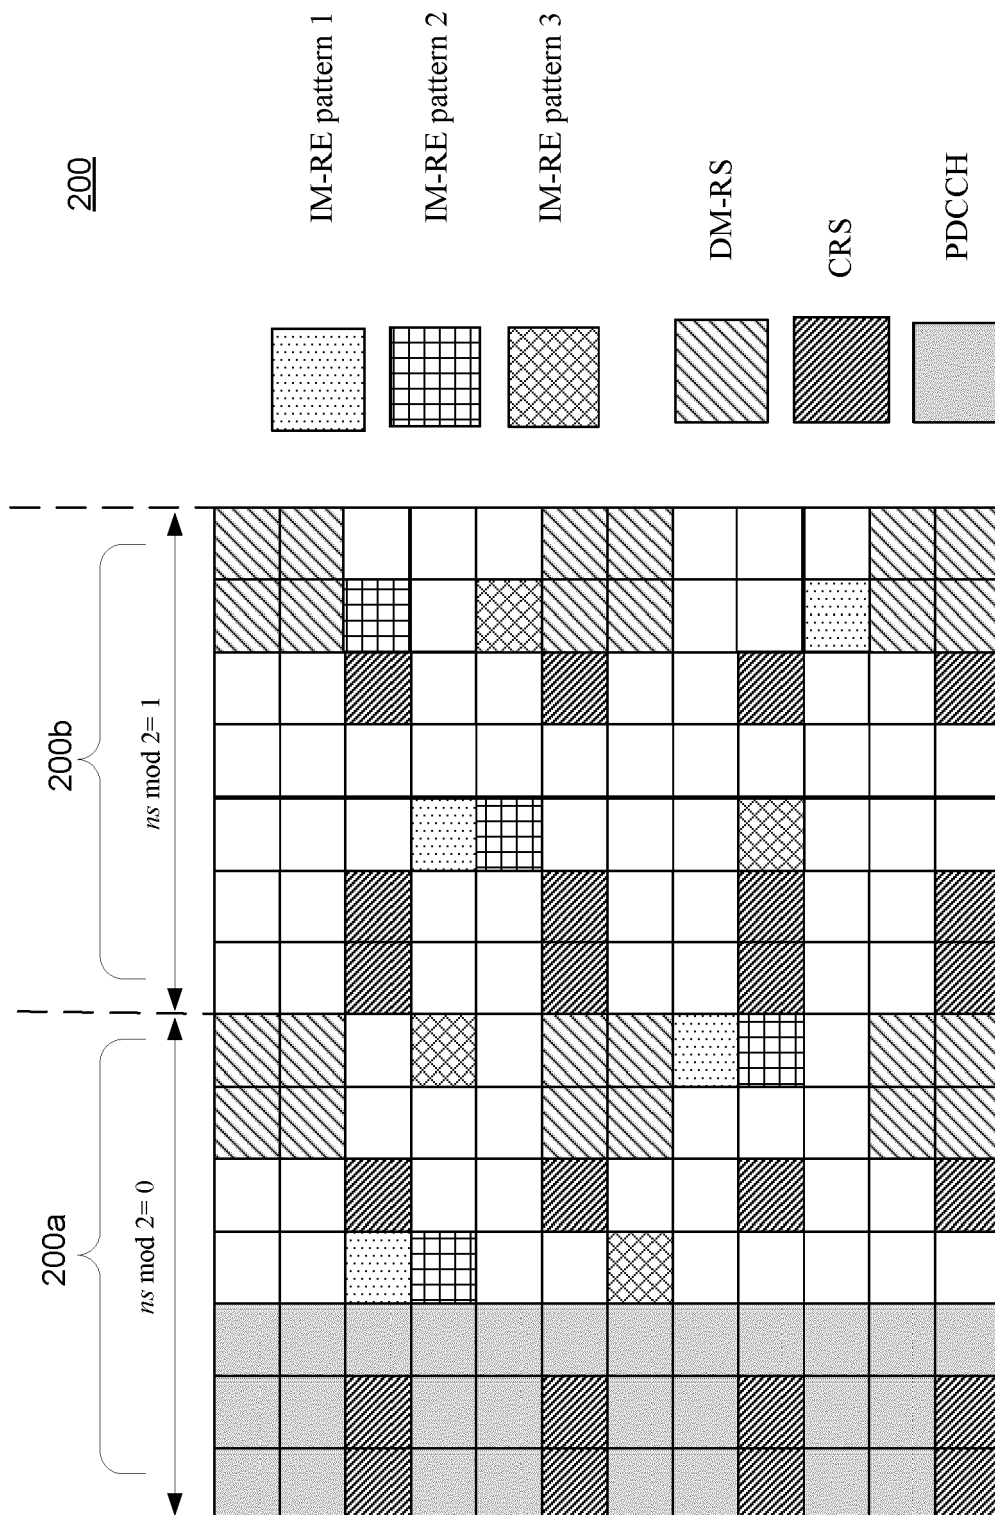 200
IM-RE pattern 1
IM-RE pattern 2
IM-RE pattern 3
DM-RS
CRS
PDCCH
200b
ns mod 2= 1
200a
ns mod 2= 0